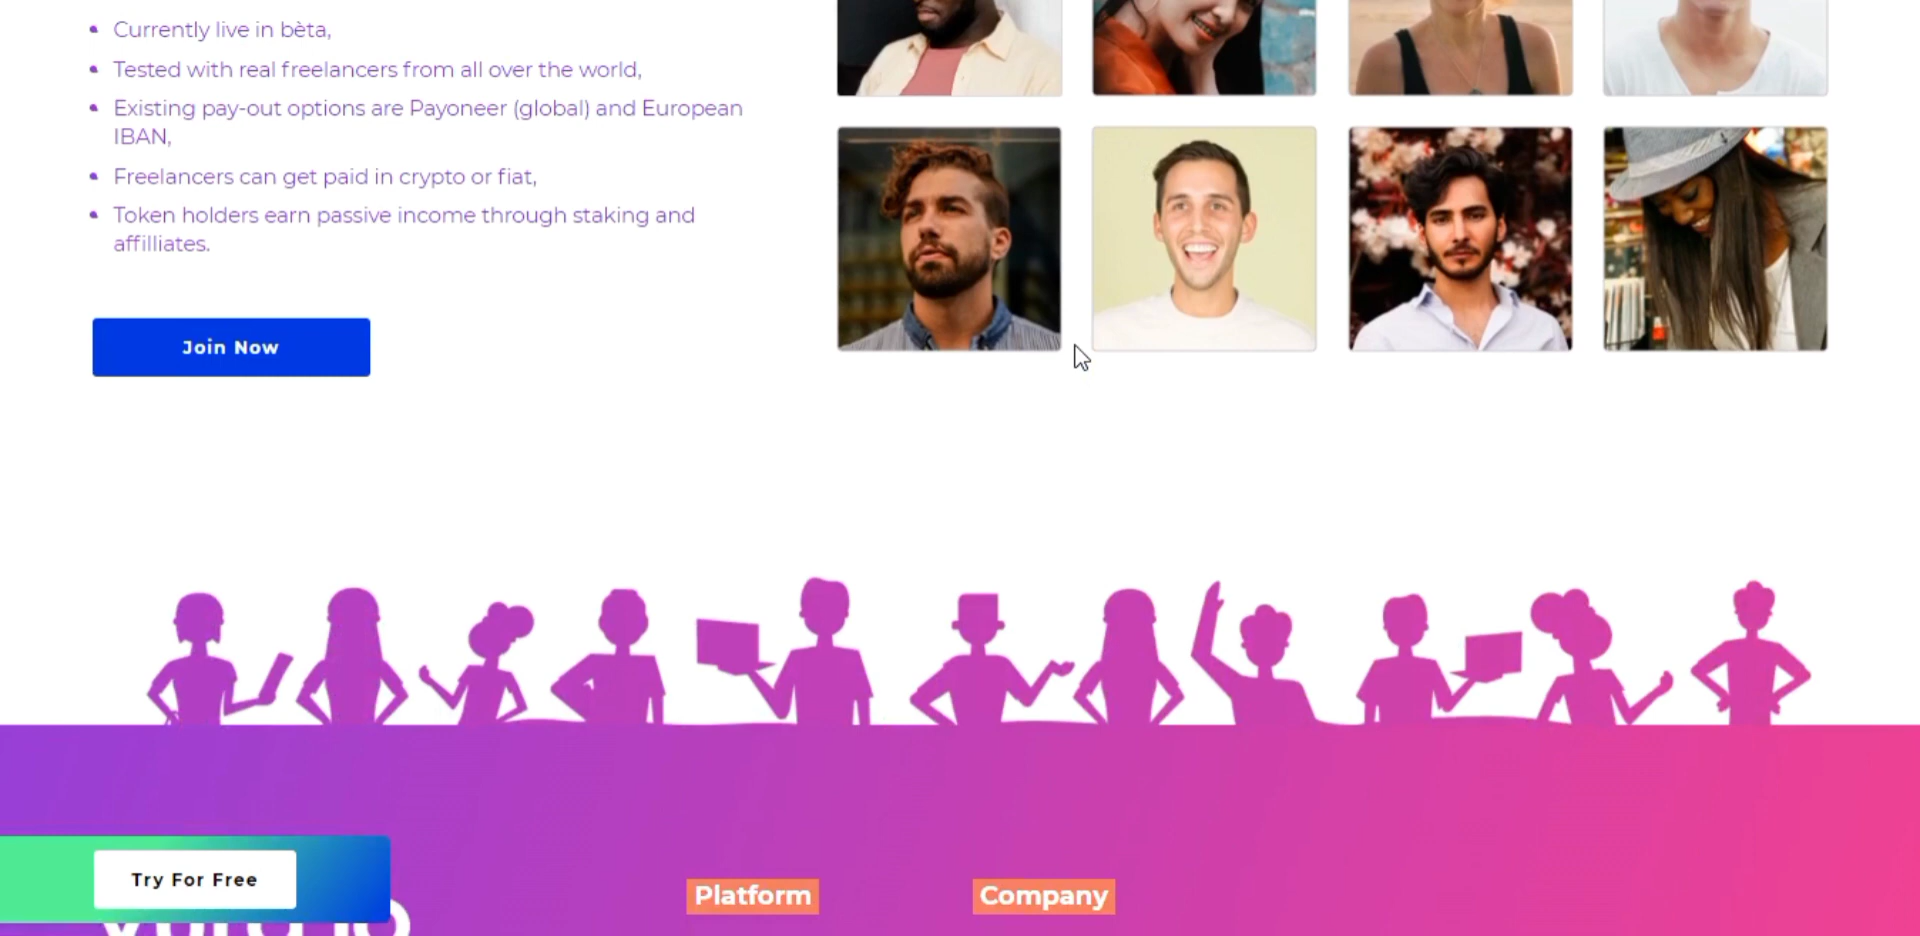 Currently live in bèta,
Tested with real freelancers from all over the world,
Existing pay-out options are Payoneer (global) and European
IBAN,
Freelancers can get paid in crypto or fiat,
Token holders earn passive income through staking and
affilliates.
Join Now
Try For Free
Platform
Company